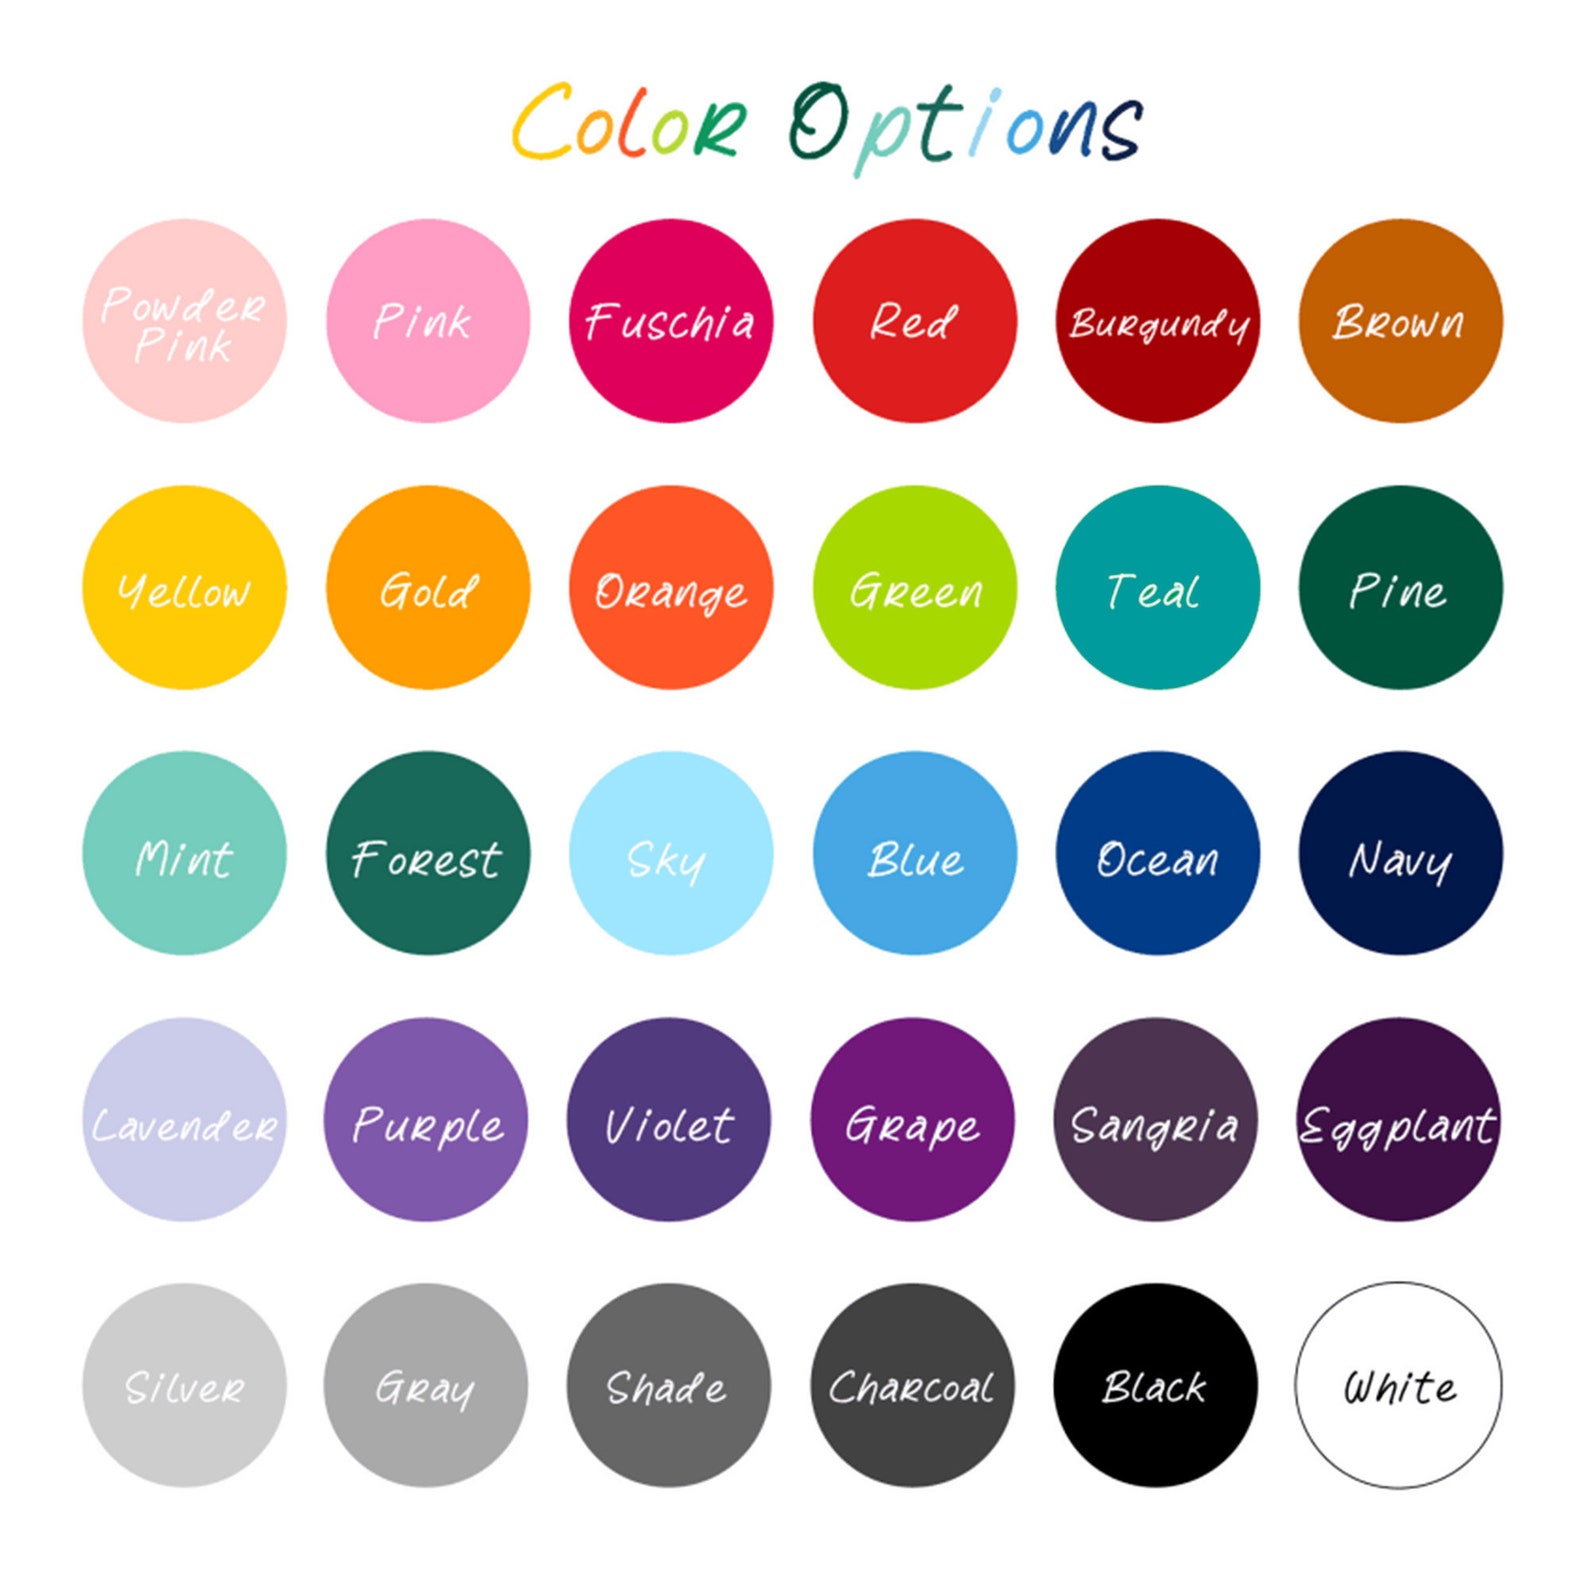 Color Options
Powder
Pink
Pink
Fuschia
Red
Burgundy
Brown
Yellow
Gold
Orange
Green
Teal
Pine
Mint
Forest
Sky
Blue
Ocean
Navy
Lavender
Purple
Violet
Grape
Sangria
Eggplant
Silver
Gray
Shade
Charcoal
Black
White